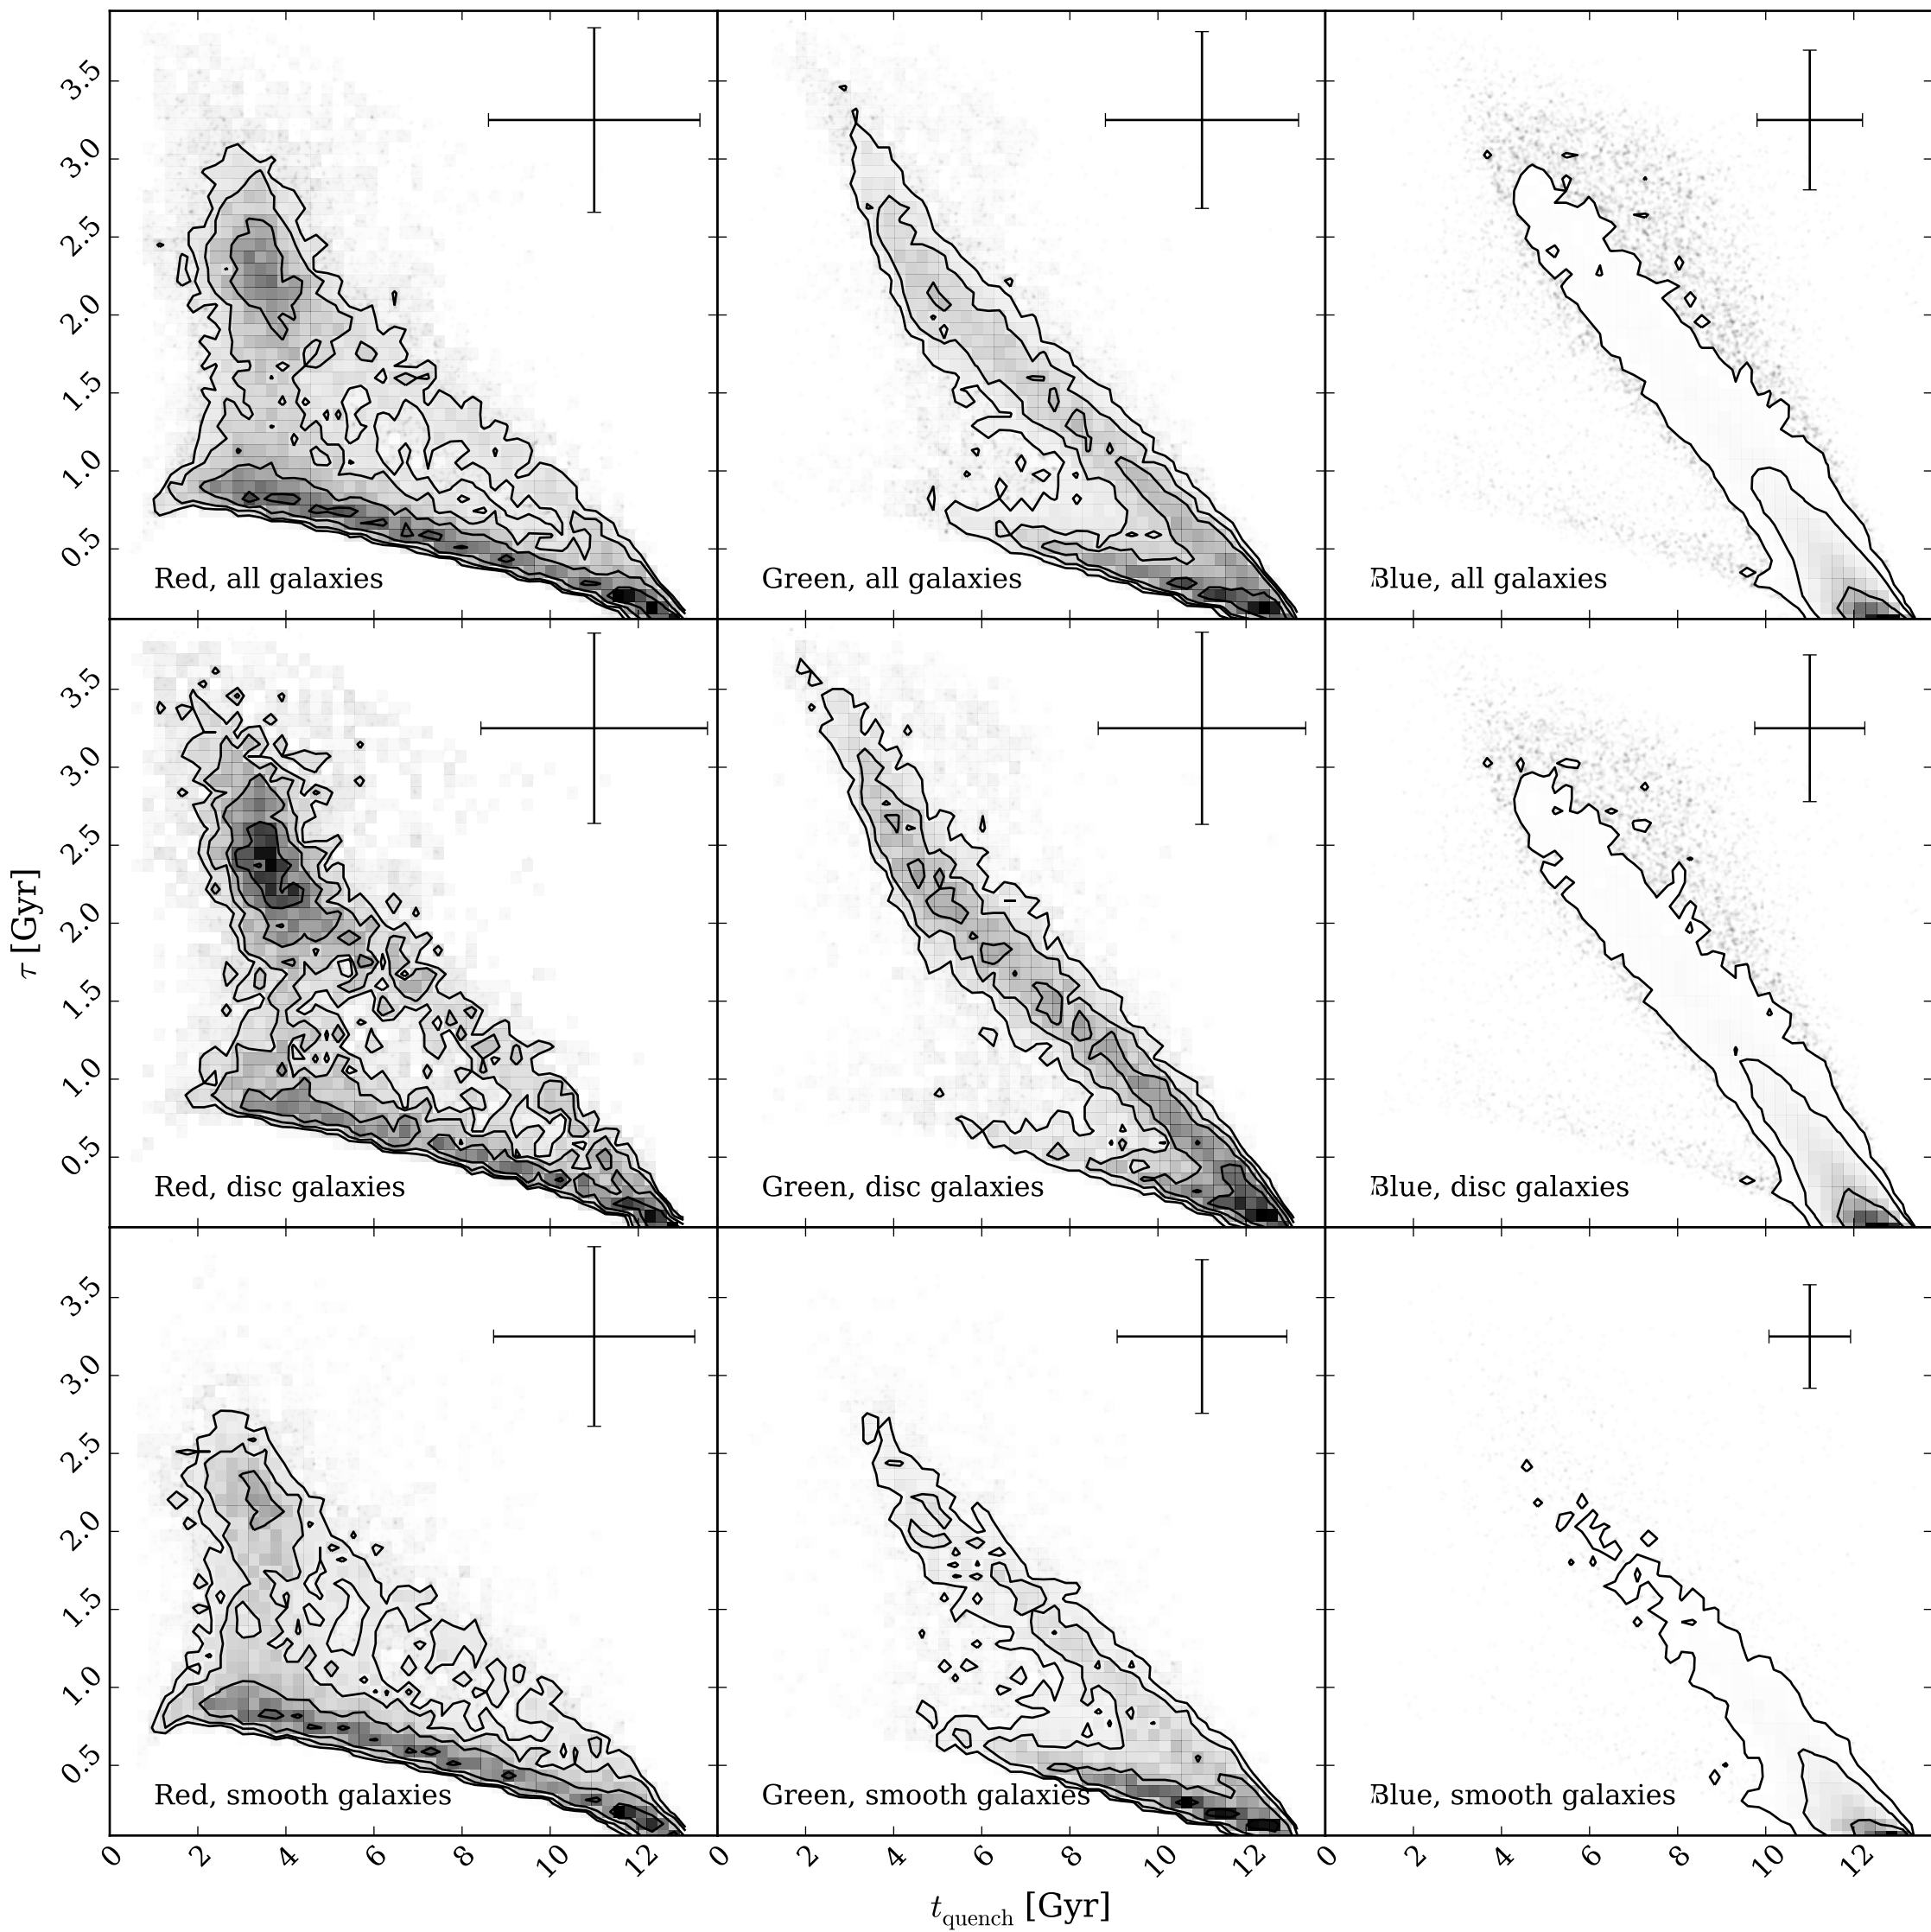 τ [Gyr]
3.5
3.0
2.5
2.0
1.5
1.0
0.5
Red, all galaxies
Green, all galaxies
Blue, all galaxies
3.5
3.0
2.5
2.0
1.5
1.0
0.5
Red, disc galaxies
Green, disc galaxies
Blue, disc galaxies
3.5
3.0
2.5
2.0
1.5
1.0
0.5
Red, smooth galaxies
Green, smooth galaxies
Blue, smooth galaxies
0 2 4 6 8 10 12 0 2 4 6 8 10 12 0 2 4 6 8 10 12
t_quench [Gyr]